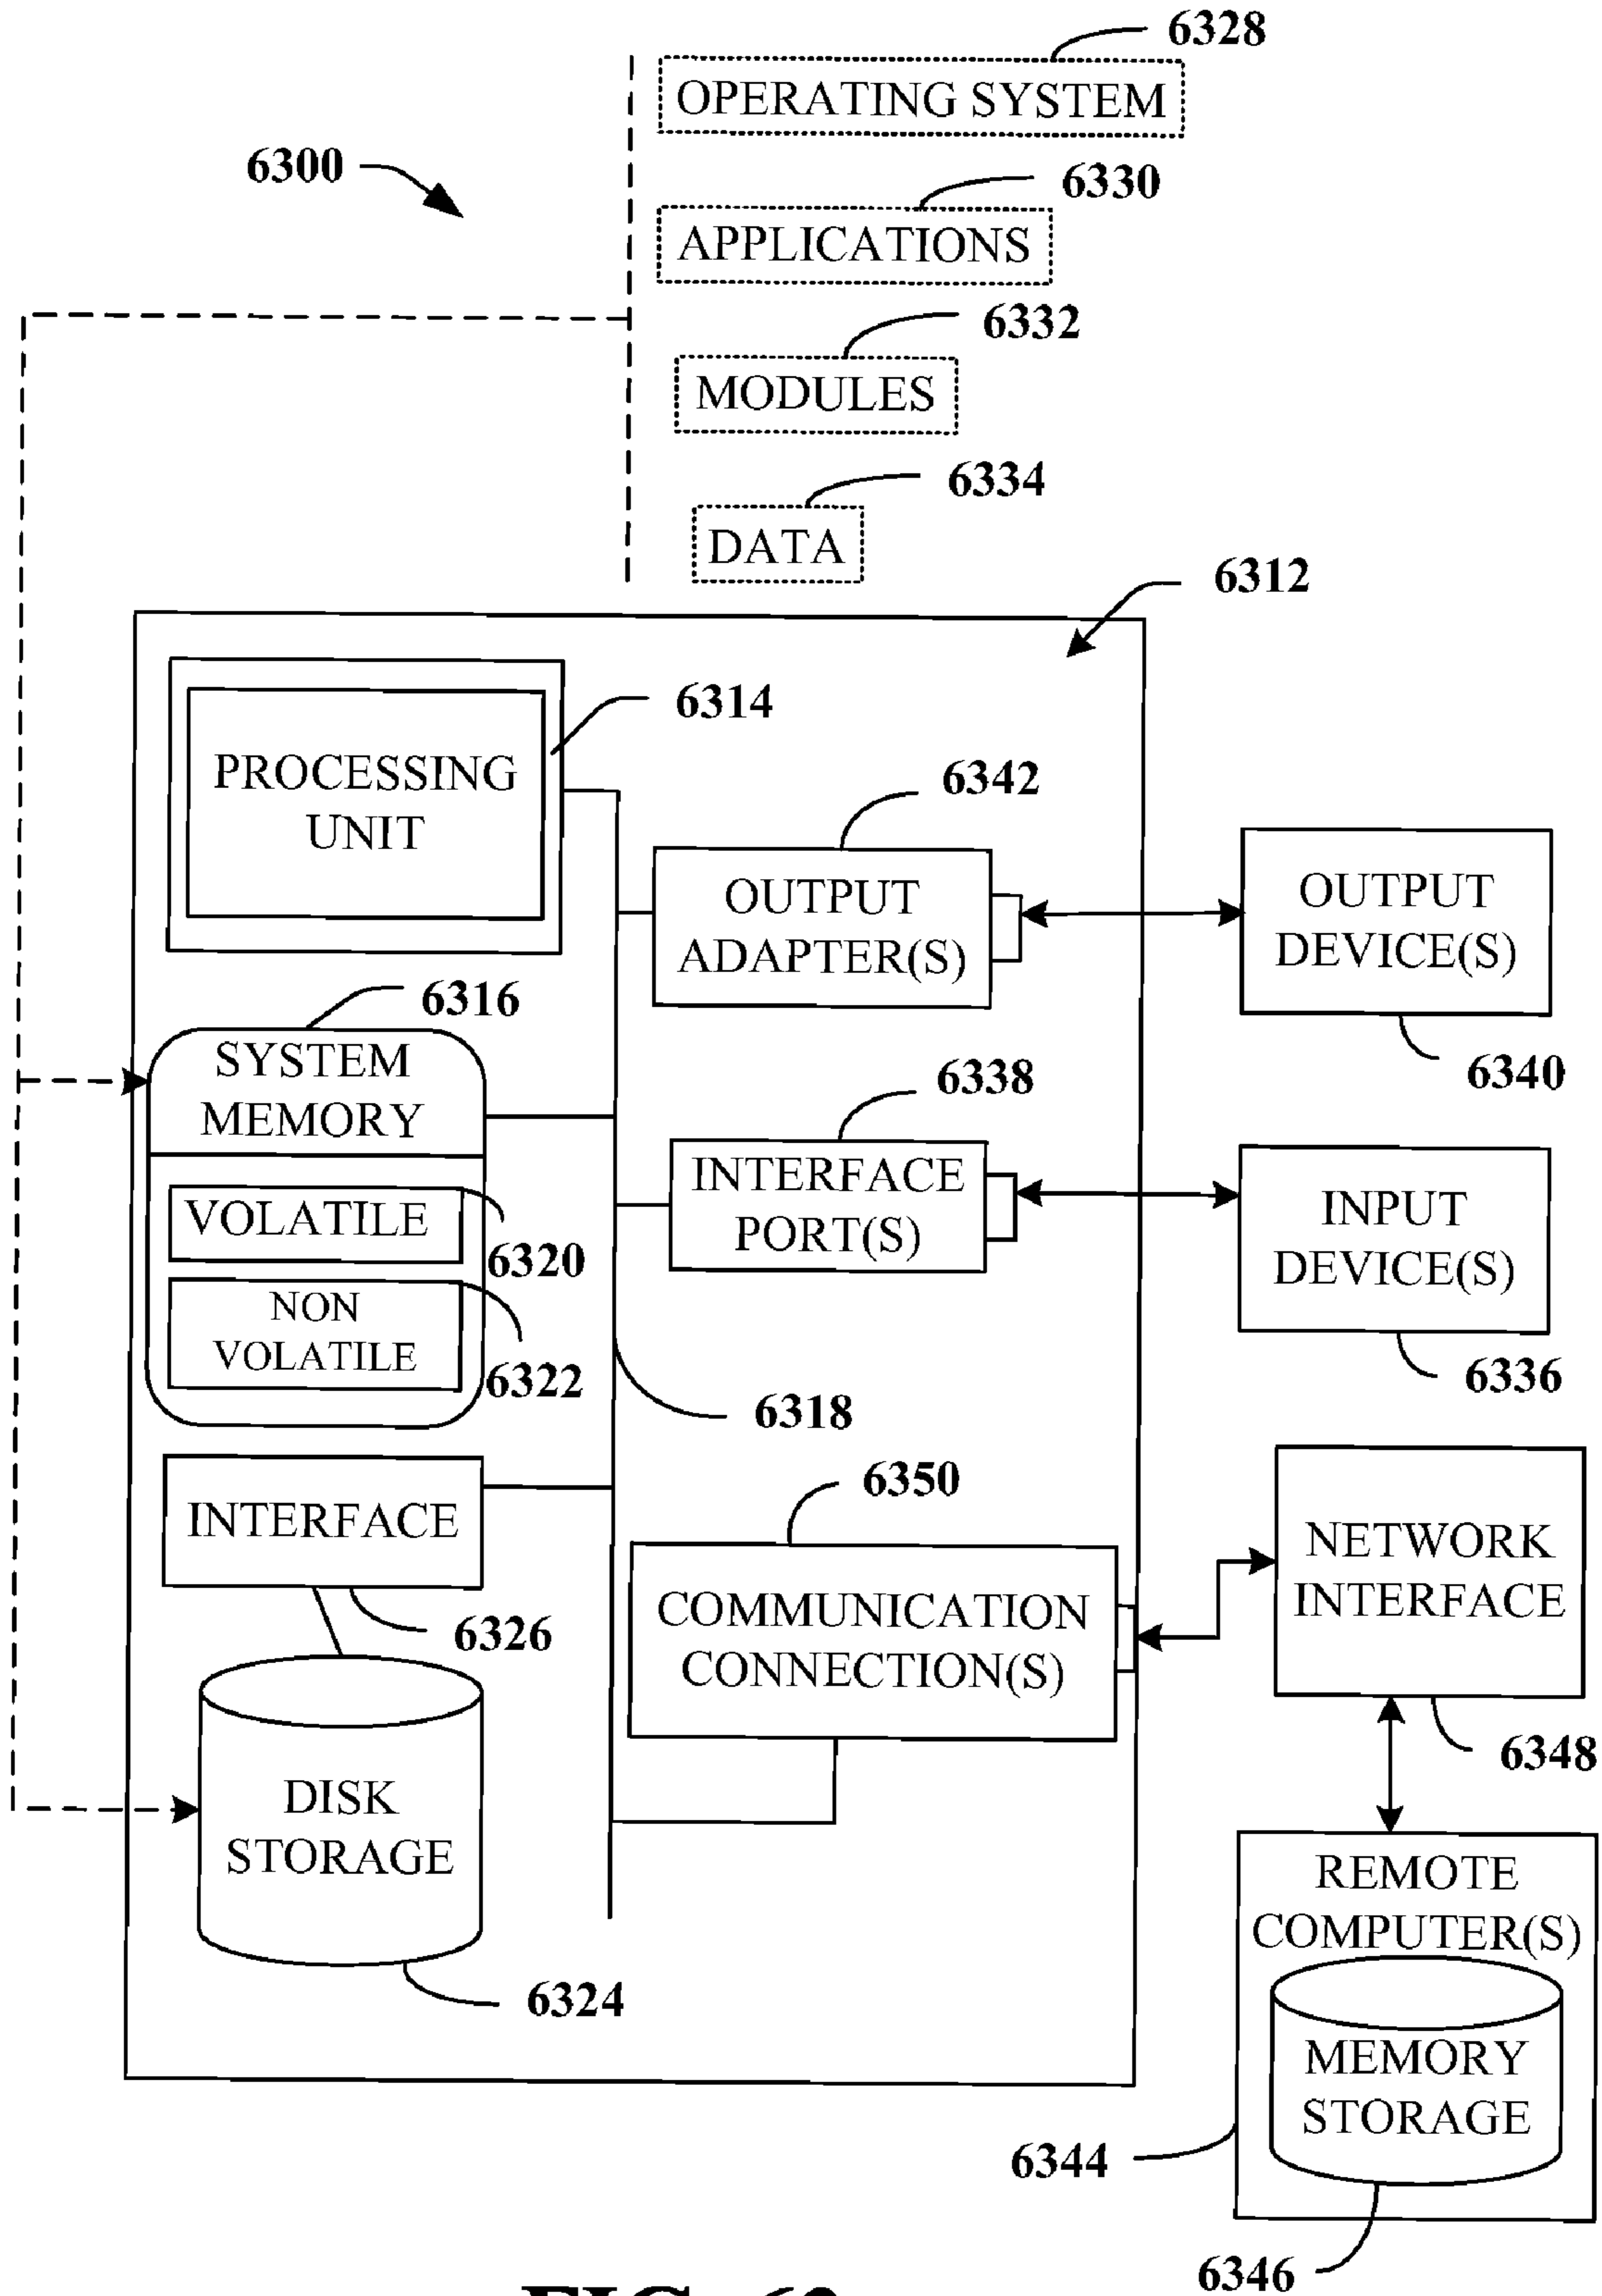 6328
OPERATING SYSTEM
6300
6330
APPLICATIONS
6332
MODULES
6334
DATA
6312
6314
PROCESSING
UNIT
6342
OUTPUT
ADAPTER(S)
OUTPUT
DEVICE(S)
6340
6316
SYSTEM
MEMORY
6338
INTERFACE
PORT(S)
INPUT
DEVICE(S)
6336
VOLATILE
6320
NON
VOLATILE
6322
6318
6350
INTERFACE
6326
COMMUNICATION
CONNECTION(S)
NETWORK
INTERFACE
6348
DISK
STORAGE
6324
REMOTE
COMPUTER(S)
MEMORY
STORAGE
6344
6346